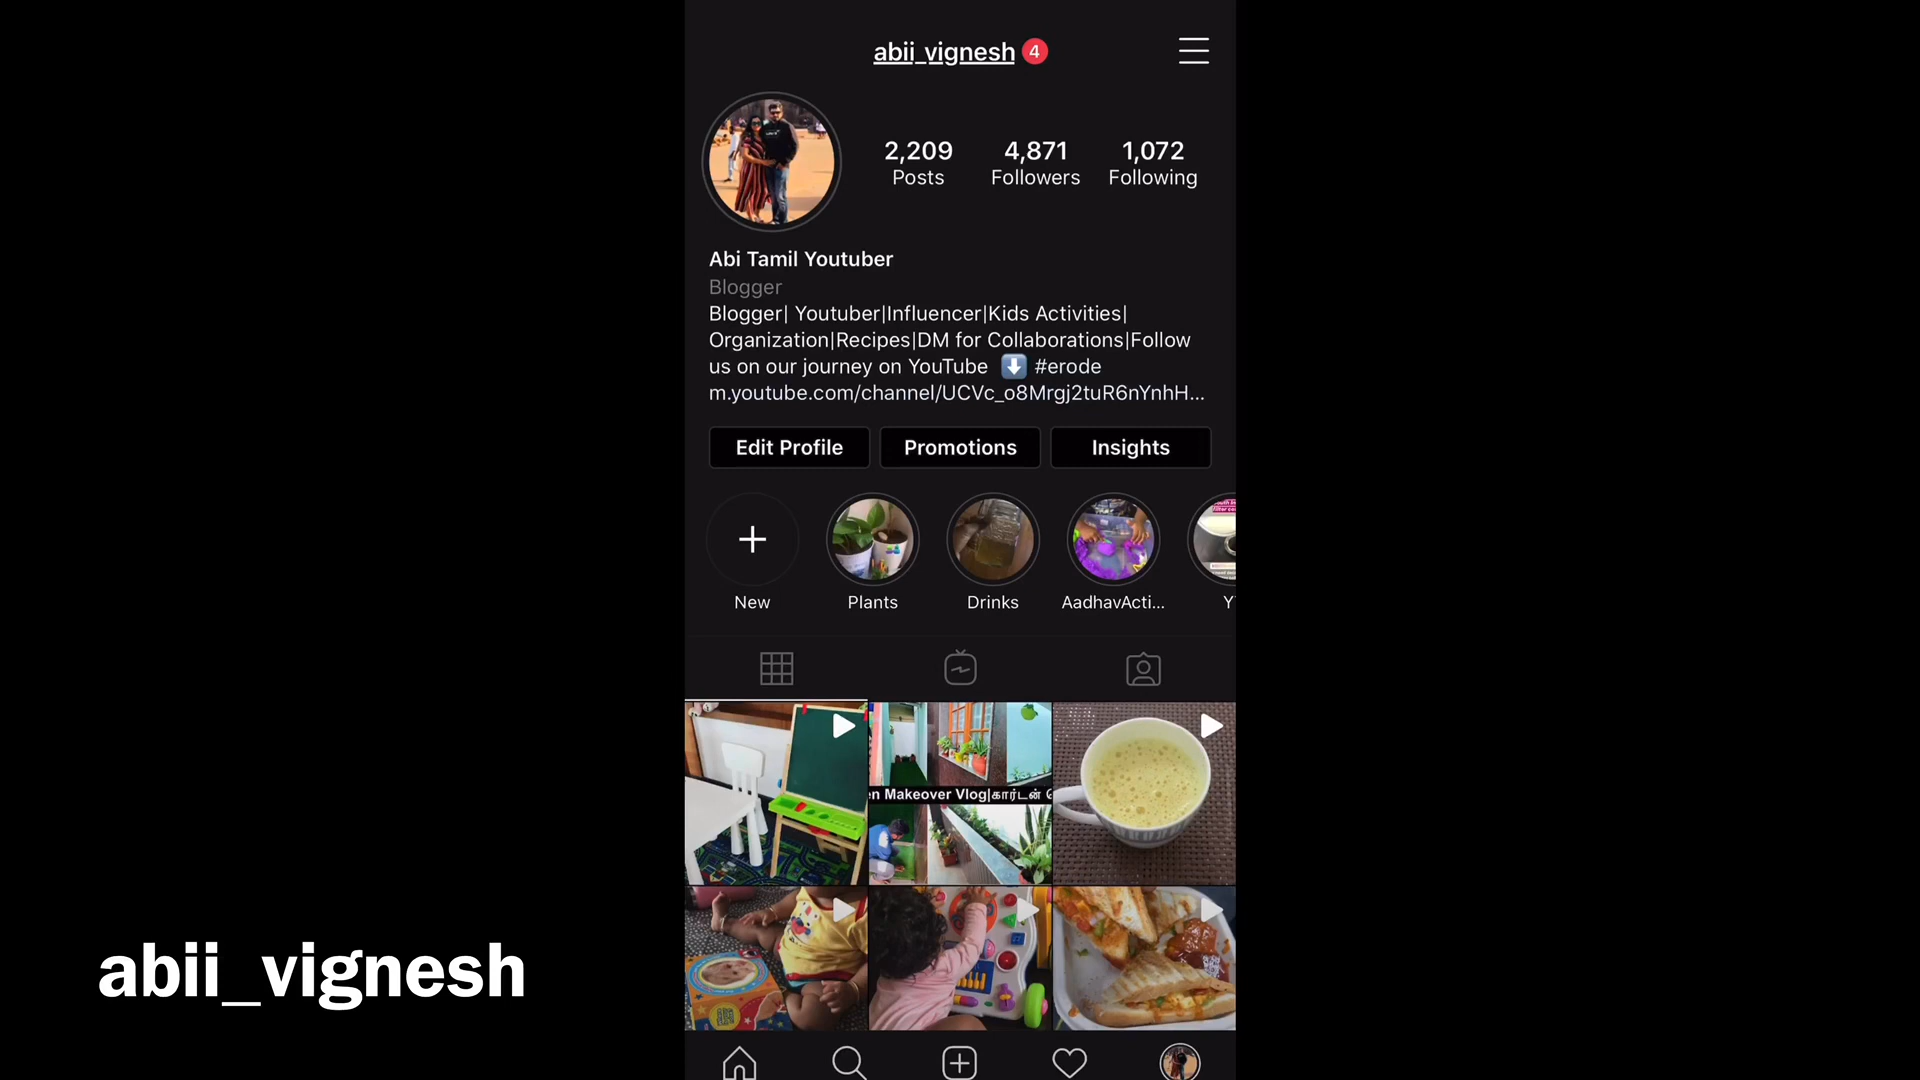 abii_vignesh 4
2,209 4,871 1,072
Posts Followers Following
Abi Tamil Youtuber
Blogger
Blogger| Youtuber|Influencer|Kids Activities|
Organization|Recipes|DM for Collaborations|Follow
us on our journey on YouTube ⬇️ #erode
m.youtube.com/channel/UCVc_o8Mrgj2tuR6nYnhH...
Edit Profile Promotions Insights
New Plants Drinks AadhavActi... Y
en Makeover Vlog|கார்டன்
abii_vignesh